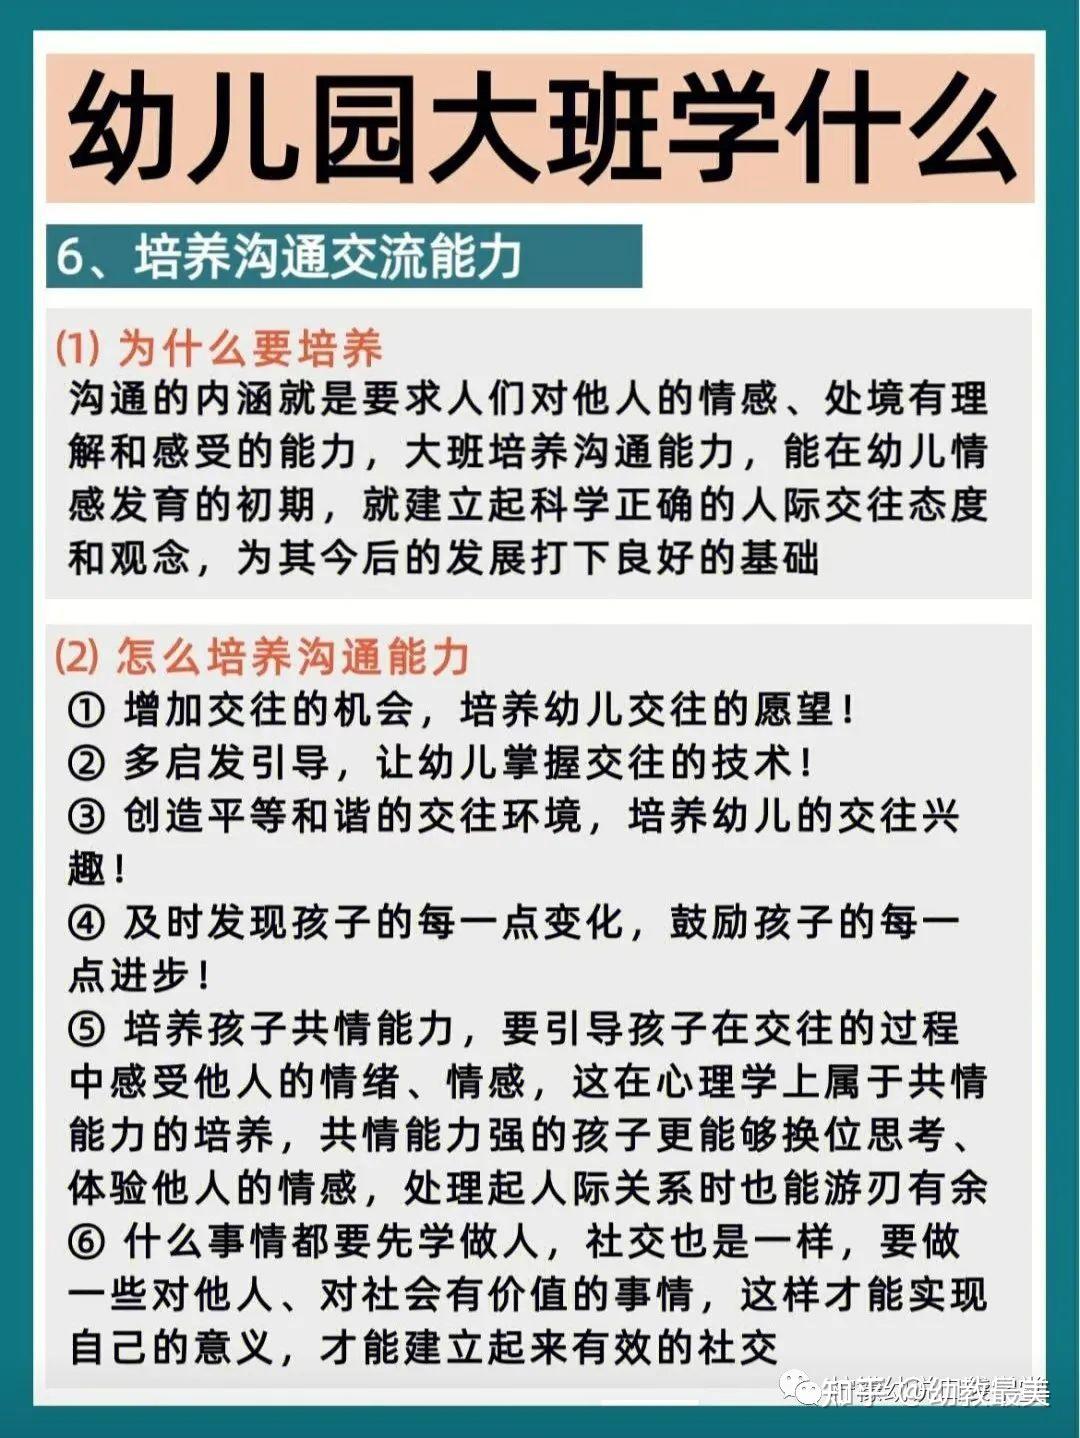 幼儿园大班学什么
6、培养沟通交流能力
(1) 为什么要培养
沟通的内涵就是要求人们对他人的情感、处境有理
解和感受的能力，大班培养沟通能力，能在幼儿情
感发育的初期，就建立起科学正确的人际交往态度
和观念，为其今后的发展打下良好的基础
(2) 怎么培养沟通能力
① 增加交往的机会，培养幼儿交往的愿望！
② 多启发引导，让幼儿掌握交往的技术！
③ 创造平等和谐的交往环境，培养幼儿的交往兴
趣！
④ 及时发现孩子的每一点变化，鼓励孩子的每一
点进步！
⑤ 培养孩子共情能力，要引导孩子在交往的过程
中感受他人的情绪、情感，这在心理学上属于共情
能力的培养，共情能力强的孩子更能够换位思考、
体验他人的情感，处理起人际关系时也能游刃有余
⑥ 什么事情都要先学做人，社交也是一样，要做
一些对他人、对社会有价值的事情，这样才能实现
自己的意义，才能建立起来有效的社交
知乎 @幼教最美